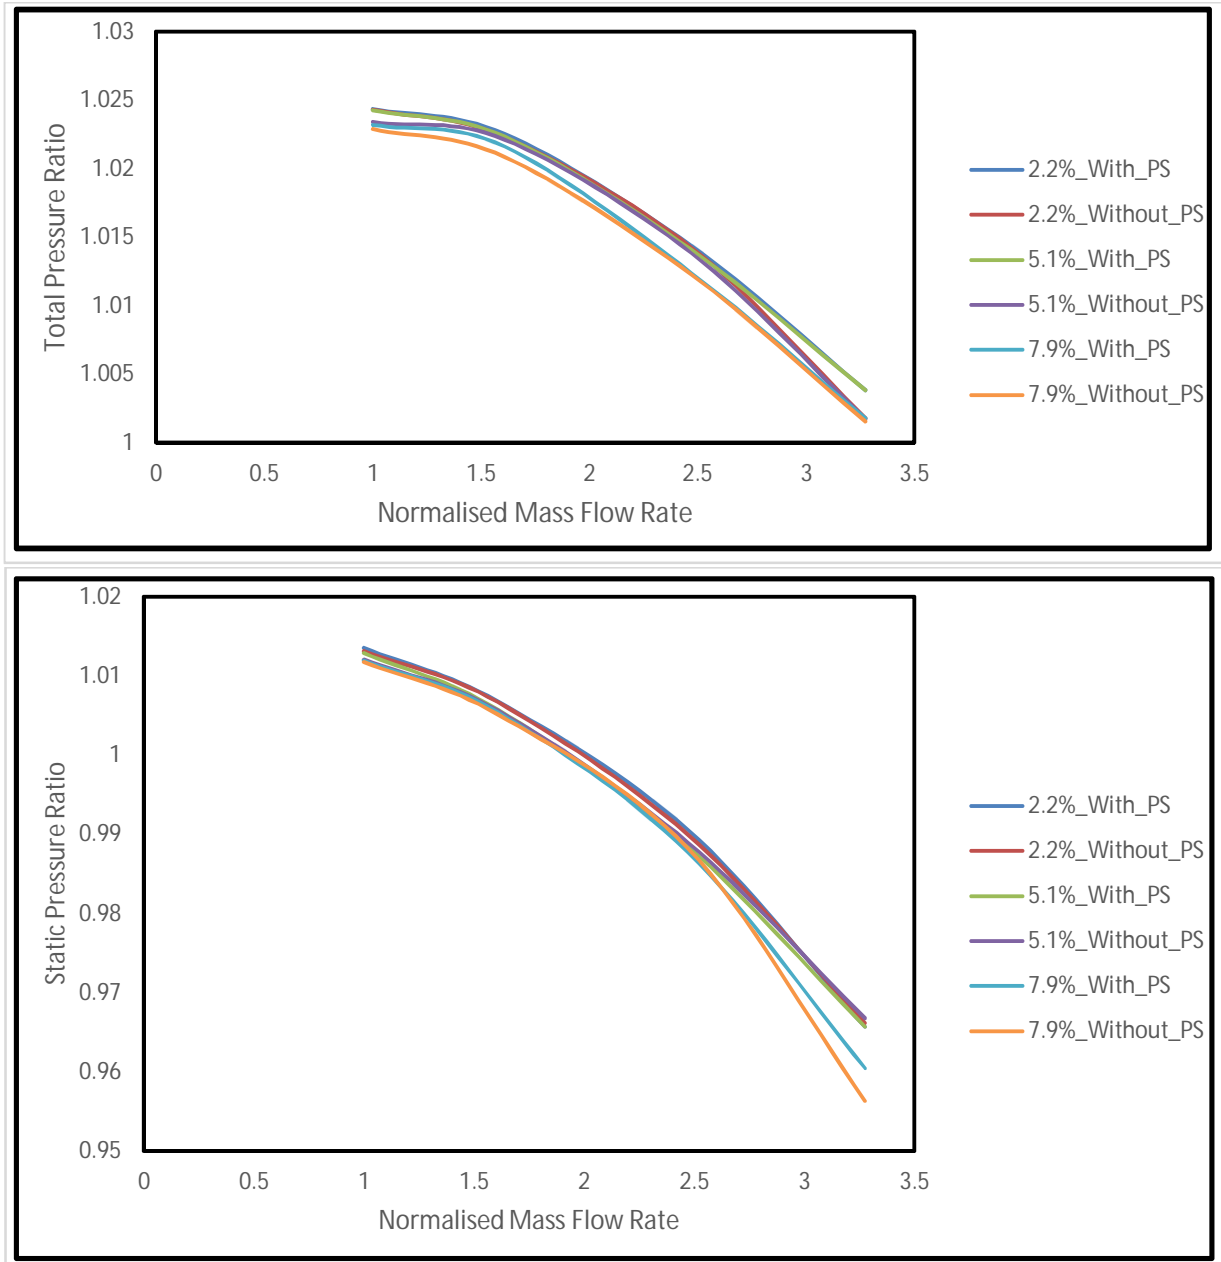 1.03
1.025
1.02
1.015
1.01
1.005
1
Total Pressure Ratio
0 0.5 1 1.5 2 2.5 3 3.5
Normalised Mass Flow Rate
2.2%_With_PS
2.2%_Without_PS
5.1%_With_PS
5.1%_Without_PS
7.9%_With_PS
7.9%_Without_PS
1.02
1.01
1
0.99
0.98
0.97
0.96
0.95
Static Pressure Ratio
0 0.5 1 1.5 2 2.5 3 3.5
Normalised Mass Flow Rate
2.2%_With_PS
2.2%_Without_PS
5.1%_With_PS
5.1%_Without_PS
7.9%_With_PS
7.9%_Without_PS